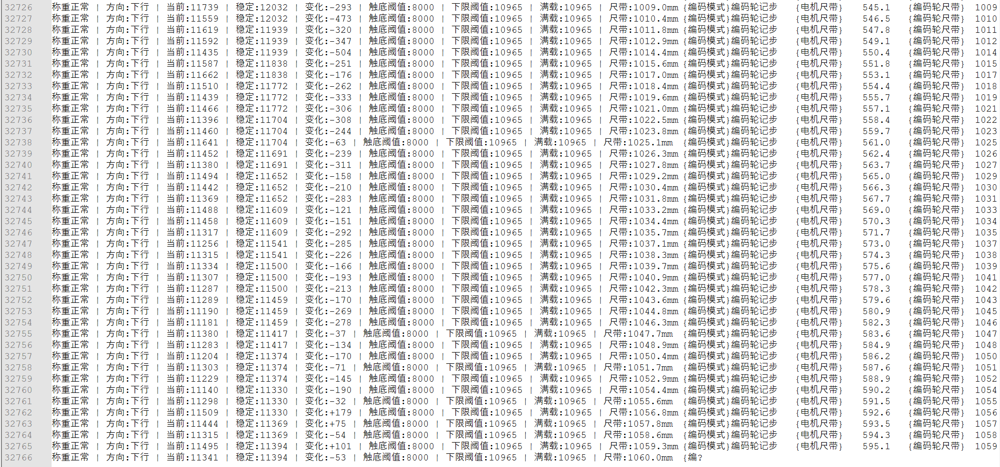 32726 称重正常 | 方向:下行 | 当前:11739 | 稳定:12032 | 变化:-293 | 触底阈值:8000 | 下限阈值:10965 | 满载:10965 | 尺带:1009.0mm {编码模式}编码轮记步 {电机尺带} 545.1 {编码轮尺带} 1009
32727 称重正常 | 方向:下行 | 当前:11559 | 稳定:12032 | 变化:-473 | 触底阈值:8000 | 下限阈值:10965 | 满载:10965 | 尺带:1010.4mm {编码模式}编码轮记步 {电机尺带} 546.5 {编码轮尺带} 1010
32728 称重正常 | 方向:下行 | 当前:11619 | 稳定:11939 | 变化:-320 | 触底阈值:8000 | 下限阈值:10965 | 满载:10965 | 尺带:1011.8mm {编码模式}编码轮记步 {电机尺带} 547.8 {编码轮尺带} 1011
32729 称重正常 | 方向:下行 | 当前:11592 | 稳定:11939 | 变化:-347 | 触底阈值:8000 | 下限阈值:10965 | 满载:10965 | 尺带:1012.9mm {编码模式}编码轮记步 {电机尺带} 549.1 {编码轮尺带} 1012
32730 称重正常 | 方向:下行 | 当前:11435 | 稳定:11939 | 变化:-504 | 触底阈值:8000 | 下限阈值:10965 | 满载:10965 | 尺带:1014.4mm {编码模式}编码轮记步 {电机尺带} 550.4 {编码轮尺带} 1014
32731 称重正常 | 方向:下行 | 当前:11587 | 稳定:11838 | 变化:-251 | 触底阈值:8000 | 下限阈值:10965 | 满载:10965 | 尺带:1015.6mm {编码模式}编码轮记步 {电机尺带} 551.8 {编码轮尺带} 1015
32732 称重正常 | 方向:下行 | 当前:11662 | 稳定:11838 | 变化:-176 | 触底阈值:8000 | 下限阈值:10965 | 满载:10965 | 尺带:1017.0mm {编码模式}编码轮记步 {电机尺带} 553.1 {编码轮尺带} 1017
32733 称重正常 | 方向:下行 | 当前:11510 | 稳定:11772 | 变化:-262 | 触底阈值:8000 | 下限阈值:10965 | 满载:10965 | 尺带:1018.4mm {编码模式}编码轮记步 {电机尺带} 554.4 {编码轮尺带} 1018
32734 称重正常 | 方向:下行 | 当前:11439 | 稳定:11772 | 变化:-333 | 触底阈值:8000 | 下限阈值:10965 | 满载:10965 | 尺带:1019.6mm {编码模式}编码轮记步 {电机尺带} 555.7 {编码轮尺带} 1019
32735 称重正常 | 方向:下行 | 当前:11466 | 稳定:11772 | 变化:-306 | 触底阈值:8000 | 下限阈值:10965 | 满载:10965 | 尺带:1021.0mm {编码模式}编码轮记步 {电机尺带} 557.1 {编码轮尺带} 1021
32736 称重正常 | 方向:下行 | 当前:11396 | 稳定:11704 | 变化:-308 | 触底阈值:8000 | 下限阈值:10965 | 满载:10965 | 尺带:1022.5mm {编码模式}编码轮记步 {电机尺带} 558.4 {编码轮尺带} 1022
32737 称重正常 | 方向:下行 | 当前:11460 | 稳定:11704 | 变化:-244 | 触底阈值:8000 | 下限阈值:10965 | 满载:10965 | 尺带:1023.8mm {编码模式}编码轮记步 {电机尺带} 559.7 {编码轮尺带} 1023
32738 称重正常 | 方向:下行 | 当前:11641 | 稳定:11704 | 变化:-63 | 触底阈值:8000 | 下限阈值:10965 | 满载:10965 | 尺带:1025.1mm {编码模式}编码轮记步 {电机尺带} 561.0 {编码轮尺带} 1025
32739 称重正常 | 方向:下行 | 当前:11452 | 稳定:11691 | 变化:-239 | 触底阈值:8000 | 下限阈值:10965 | 满载:10965 | 尺带:1026.3mm {编码模式}编码轮记步 {电机尺带} 562.4 {编码轮尺带} 1026
32740 称重正常 | 方向:下行 | 当前:11380 | 稳定:11691 | 变化:-311 | 触底阈值:8000 | 下限阈值:10965 | 满载:10965 | 尺带:1027.8mm {编码模式}编码轮记步 {电机尺带} 563.7 {编码轮尺带} 1027
32741 称重正常 | 方向:下行 | 当前:11494 | 稳定:11652 | 变化:-158 | 触底阈值:8000 | 下限阈值:10965 | 满载:10965 | 尺带:1029.2mm {编码模式}编码轮记步 {电机尺带} 565.0 {编码轮尺带} 1029
32742 称重正常 | 方向:下行 | 当前:11442 | 稳定:11652 | 变化:-210 | 触底阈值:8000 | 下限阈值:10965 | 满载:10965 | 尺带:1030.4mm {编码模式}编码轮记步 {电机尺带} 566.3 {编码轮尺带} 1030
32743 称重正常 | 方向:下行 | 当前:11369 | 稳定:11652 | 变化:-283 | 触底阈值:8000 | 下限阈值:10965 | 满载:10965 | 尺带:1031.8mm {编码模式}编码轮记步 {电机尺带} 567.7 {编码轮尺带} 1031
32744 称重正常 | 方向:下行 | 当前:11488 | 稳定:11609 | 变化:-121 | 触底阈值:8000 | 下限阈值:10965 | 满载:10965 | 尺带:1033.2mm {编码模式}编码轮记步 {电机尺带} 569.0 {编码轮尺带} 1033
32745 称重正常 | 方向:下行 | 当前:11458 | 稳定:11609 | 变化:-151 | 触底阈值:8000 | 下限阈值:10965 | 满载:10965 | 尺带:1034.4mm {编码模式}编码轮记步 {电机尺带} 570.3 {编码轮尺带} 1034
32746 称重正常 | 方向:下行 | 当前:11317 | 稳定:11609 | 变化:-292 | 触底阈值:8000 | 下限阈值:10965 | 满载:10965 | 尺带:1035.7mm {编码模式}编码轮记步 {电机尺带} 571.7 {编码轮尺带} 1035
32747 称重正常 | 方向:下行 | 当前:11256 | 稳定:11541 | 变化:-285 | 触底阈值:8000 | 下限阈值:10965 | 满载:10965 | 尺带:1037.1mm {编码模式}编码轮记步 {电机尺带} 573.0 {编码轮尺带} 1037
32748 称重正常 | 方向:下行 | 当前:11315 | 稳定:11541 | 变化:-226 | 触底阈值:8000 | 下限阈值:10965 | 满载:10965 | 尺带:1038.3mm {编码模式}编码轮记步 {电机尺带} 574.3 {编码轮尺带} 1038
32749 称重正常 | 方向:下行 | 当前:11334 | 稳定:11500 | 变化:-166 | 触底阈值:8000 | 下限阈值:10965 | 满载:10965 | 尺带:1039.7mm {编码模式}编码轮记步 {电机尺带} 575.6 {编码轮尺带} 1039
32750 称重正常 | 方向:下行 | 当前:11307 | 稳定:11500 | 变化:-193 | 触底阈值:8000 | 下限阈值:10965 | 满载:10965 | 尺带:1040.9mm {编码模式}编码轮记步 {电机尺带} 577.0 {编码轮尺带} 1041
32751 称重正常 | 方向:下行 | 当前:11287 | 稳定:11500 | 变化:-213 | 触底阈值:8000 | 下限阈值:10965 | 满载:10965 | 尺带:1042.3mm {编码模式}编码轮记步 {电机尺带} 578.3 {编码轮尺带} 1042
32752 称重正常 | 方向:下行 | 当前:11289 | 稳定:11459 | 变化:-170 | 触底阈值:8000 | 下限阈值:10965 | 满载:10965 | 尺带:1043.6mm {编码模式}编码轮记步 {电机尺带} 579.6 {编码轮尺带} 1043
32753 称重正常 | 方向:下行 | 当前:11190 | 稳定:11459 | 变化:-269 | 触底阈值:8000 | 下限阈值:10965 | 满载:10965 | 尺带:1044.8mm {编码模式}编码轮记步 {电机尺带} 580.9 {编码轮尺带} 1045
32754 称重正常 | 方向:下行 | 当前:11181 | 稳定:11459 | 变化:-278 | 触底阈值:8000 | 下限阈值:10965 | 满载:10965 | 尺带:1046.3mm {编码模式}编码轮记步 {电机尺带} 582.3 {编码轮尺带} 1046
32755 称重正常 | 方向:下行 | 当前:11380 | 稳定:11417 | 变化:-37 | 触底阈值:8000 | 下限阈值:10965 | 满载:10965 | 尺带:1047.7mm {编码模式}编码轮记步 {电机尺带} 583.6 {编码轮尺带} 1047
32756 称重正常 | 方向:下行 | 当前:11283 | 稳定:11417 | 变化:-134 | 触底阈值:8000 | 下限阈值:10965 | 满载:10965 | 尺带:1048.9mm {编码模式}编码轮记步 {电机尺带} 584.9 {编码轮尺带} 1048
32757 称重正常 | 方向:下行 | 当前:11204 | 稳定:11374 | 变化:-170 | 触底阈值:8000 | 下限阈值:10965 | 满载:10965 | 尺带:1050.4mm {编码模式}编码轮记步 {电机尺带} 586.2 {编码轮尺带} 1050
32758 称重正常 | 方向:下行 | 当前:11303 | 稳定:11374 | 变化:-71 | 触底阈值:8000 | 下限阈值:10965 | 满载:10965 | 尺带:1051.7mm {编码模式}编码轮记步 {电机尺带} 587.6 {编码轮尺带} 1051
32759 称重正常 | 方向:下行 | 当前:11229 | 稳定:11374 | 变化:-145 | 触底阈值:8000 | 下限阈值:10965 | 满载:10965 | 尺带:1052.9mm {编码模式}编码轮记步 {电机尺带} 588.9 {编码轮尺带} 1052
32760 称重正常 | 方向:下行 | 当前:11140 | 稳定:11330 | 变化:-190 | 触底阈值:8000 | 下限阈值:10965 | 满载:10965 | 尺带:1054.4mm {编码模式}编码轮记步 {电机尺带} 590.2 {编码轮尺带} 1054
32761 称重正常 | 方向:下行 | 当前:11298 | 稳定:11330 | 变化:-32 | 触底阈值:8000 | 下限阈值:10965 | 满载:10965 | 尺带:1055.6mm {编码模式}编码轮记步 {电机尺带} 591.5 {编码轮尺带} 1055
32762 称重正常 | 方向:下行 | 当前:11509 | 稳定:11330 | 变化:+179 | 触底阈值:8000 | 下限阈值:10965 | 满载:10965 | 尺带:1056.8mm {编码模式}编码轮记步 {电机尺带} 592.6 {编码轮尺带} 1056
32763 称重正常 | 方向:下行 | 当前:11444 | 稳定:11369 | 变化:+75 | 触底阈值:8000 | 下限阈值:10965 | 满载:10965 | 尺带:1057.8mm {编码模式}编码轮记步 {电机尺带} 593.5 {编码轮尺带} 1057
32764 称重正常 | 方向:下行 | 当前:11315 | 稳定:11369 | 变化:-54 | 触底阈值:8000 | 下限阈值:10965 | 满载:10965 | 尺带:1058.6mm {编码模式}编码轮记步 {电机尺带} 594.3 {编码轮尺带} 1058
32765 称重正常 | 方向:下行 | 当前:11495 | 稳定:11394 | 变化:+101 | 触底阈值:8000 | 下限阈值:10965 | 满载:10965 | 尺带:1059.3mm {编码模式}编码轮记步 {电机尺带} 595.1 {编码轮尺带} 1059
32766 称重正常 | 方向:下行 | 当前:11341 | 稳定:11394 | 变化:-53 | 触底阈值:8000 | 下限阈值:10965 | 满载:10965 | 尺带:1060.0mm {编?